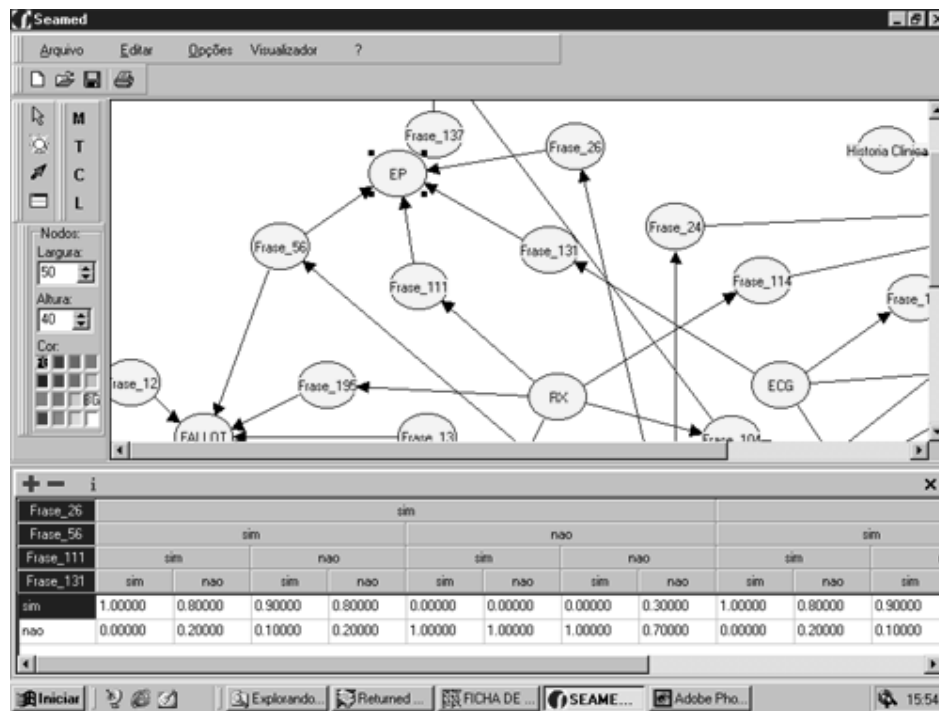 Seamed
Arquivo Editar Opções Visualizador ?
M
T
C
L
Nodos:
Largura:
50
Altura:
40
Cor:
BG
Frase_137
Frase_26
Historia Clinica
EP
Frase_24
Frase_56
Frase_131
Frase_111
Frase_114
Frase_1
rase_12
Frase_195
RX
ECG
FALLOT
Frase_13
Frase_104
i
Frase_26 sim
Frase_56 sim nao sim
Frase_111 sim nao sim nao sim
Frase_131 sim nao sim nao sim nao sim nao sim nao sim
sim 1.00000 0.80000 0.90000 0.80000 0.00000 0.00000 0.00000 0.30000 1.00000 0.80000 0.90000
nao 0.00000 0.20000 0.10000 0.20000 1.00000 1.00000 1.00000 0.70000 0.00000 0.20000 0.10000
Iniciar Explorando... Returned ... FICHA DE ... SEAME... Adobe Pho... 15:54